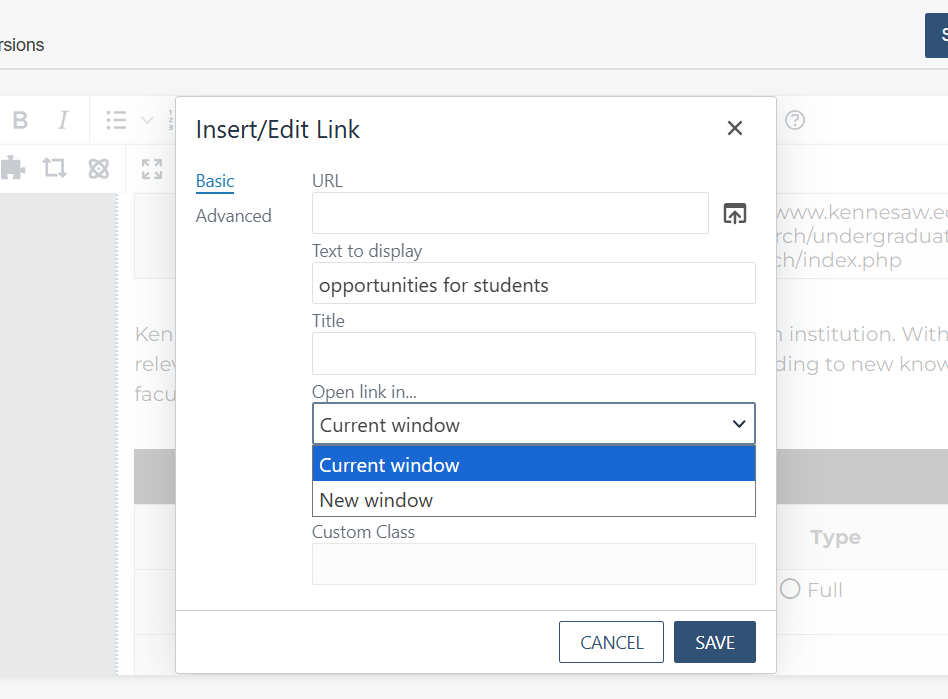 rsions
S
B I
Insert/Edit Link
Basic
Advanced
URL
www.kennesaw.ed
rch/undergraduat
ch/index.php
Text to display
opportunities for students
Title
Ken
n institution. With
relev
ding to new know
facu
Open link in...
Current window
Current window
New window
Custom Class
Type
Full
CANCEL
SAVE